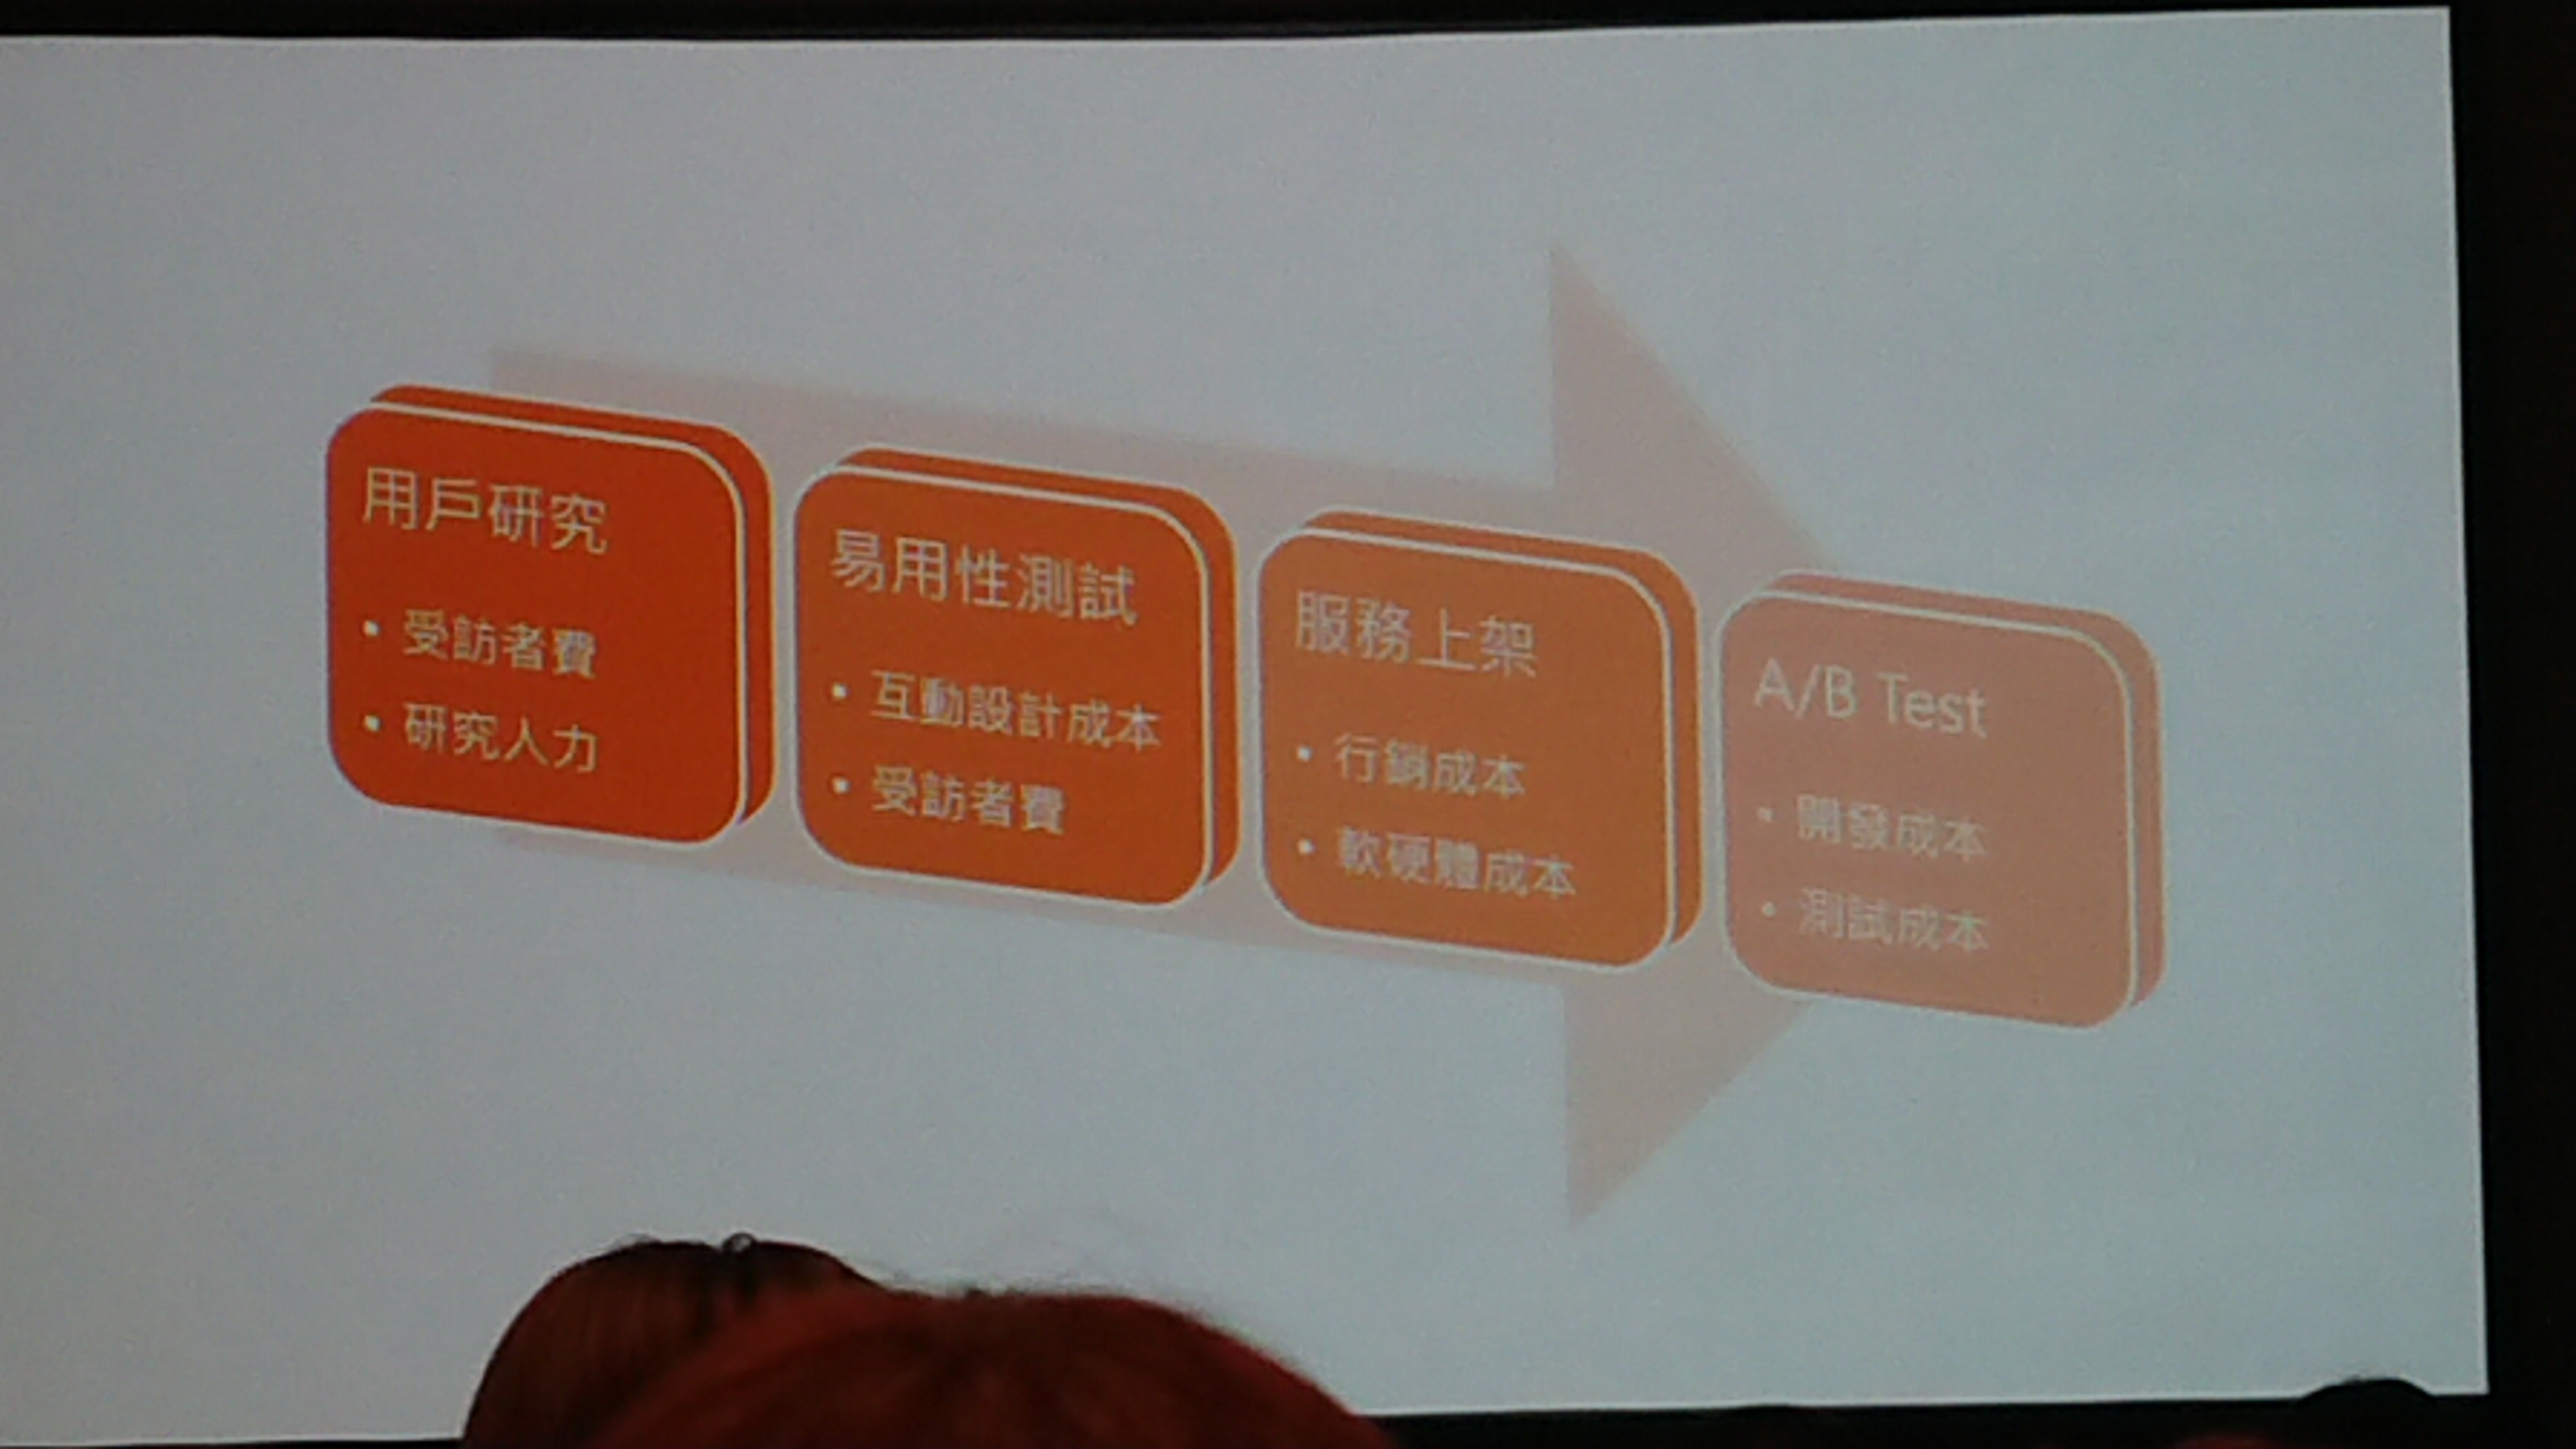 用戶研究
• 受訪者費
• 研究人力
易用性測試
• 互動設計成本
• 受訪者費
服務上架
• 行銷成本
• 軟硬體成本
A/B Test
• 開發成本
• 測試成本